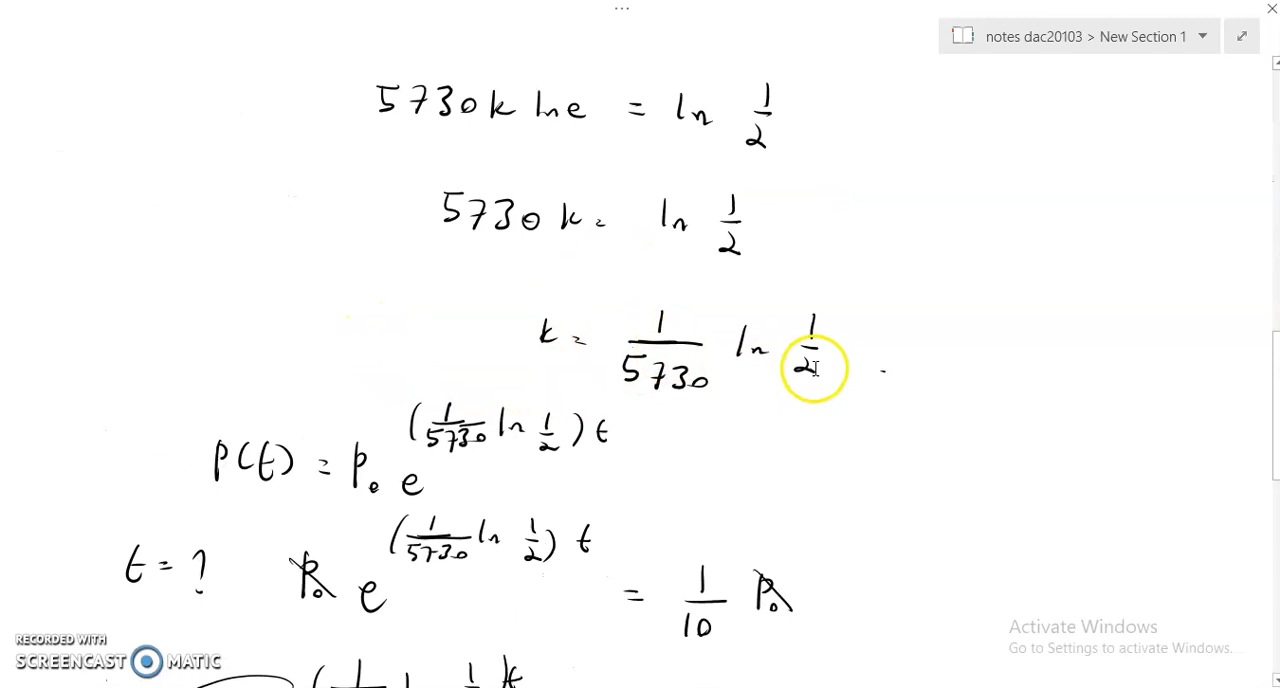 notes dac20103 > New Section 1
5730k ln e = ln 1/2
5730k = ln 1/2
k = 1/5730 ln 1/2 .
P(t) = P₀ e^(1/5730 ln 1/2) t
t = ? P₀ e^(1/5730 ln 1/2) t = 1/10 P₀
Activate Windows
Go to Settings to activate Windows.
RECORDED WITH
SCREENCAST MATIC